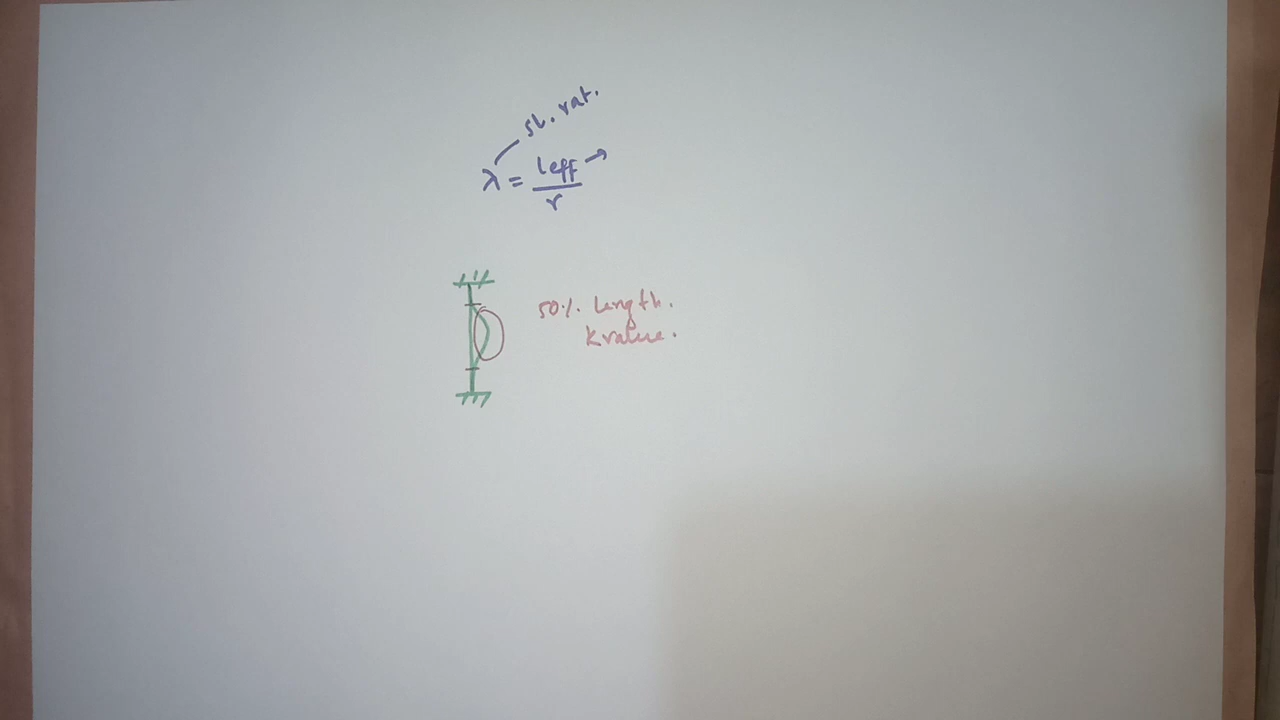 sl. rat.
λ = leff →
r
50%. Length.
K value.